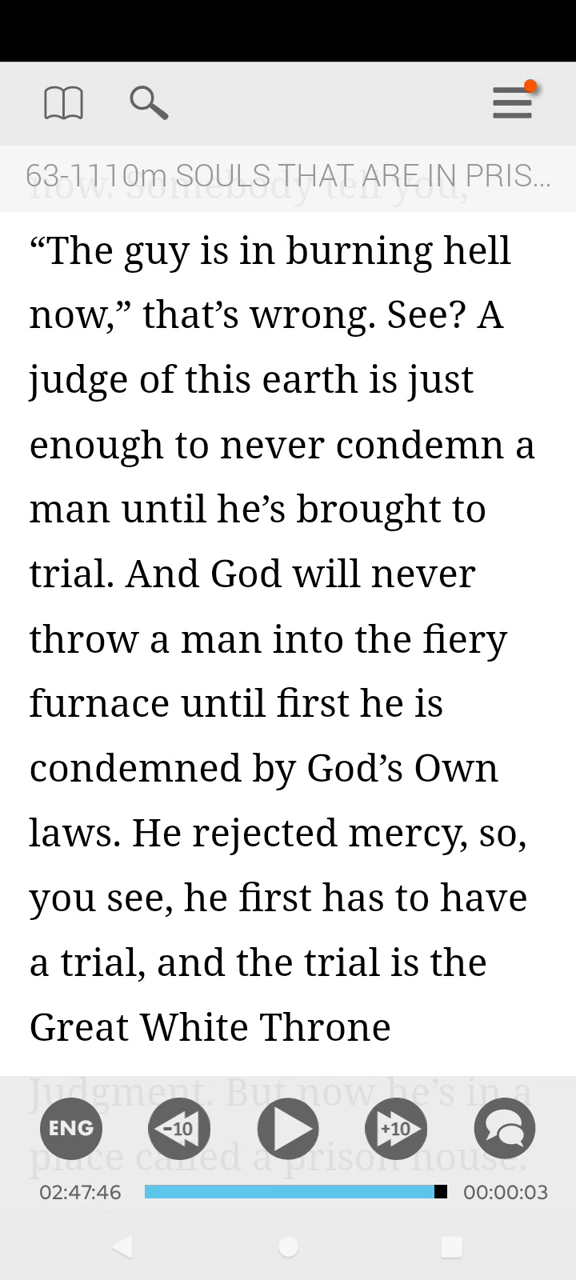 63-1110m SOULS THAT ARE IN PRIS...
now. Somebody tell you,
“The guy is in burning hell
now,” that’s wrong. See? A
judge of this earth is just
enough to never condemn a
man until he’s brought to
trial. And God will never
throw a man into the fiery
furnace until first he is
condemned by God’s Own
laws. He rejected mercy, so,
you see, he first has to have
a trial, and the trial is the
Great White Throne
Judgment. But now he’s in a
ENG -10 +10
place called a prison house.
02:47:46 00:00:03